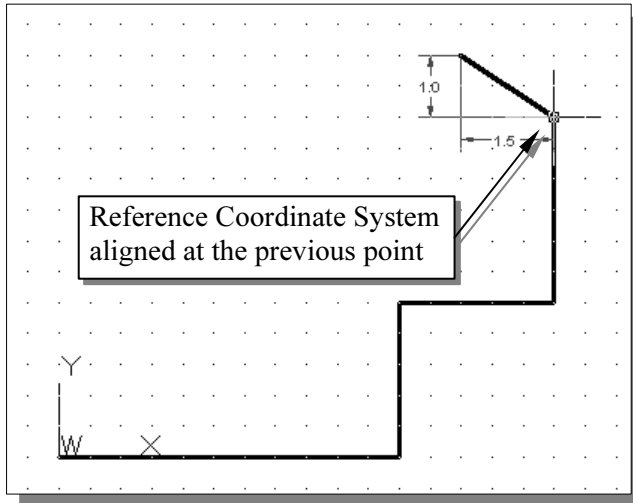 1.0
1.5
Reference Coordinate System
aligned at the previous point
Y
W X